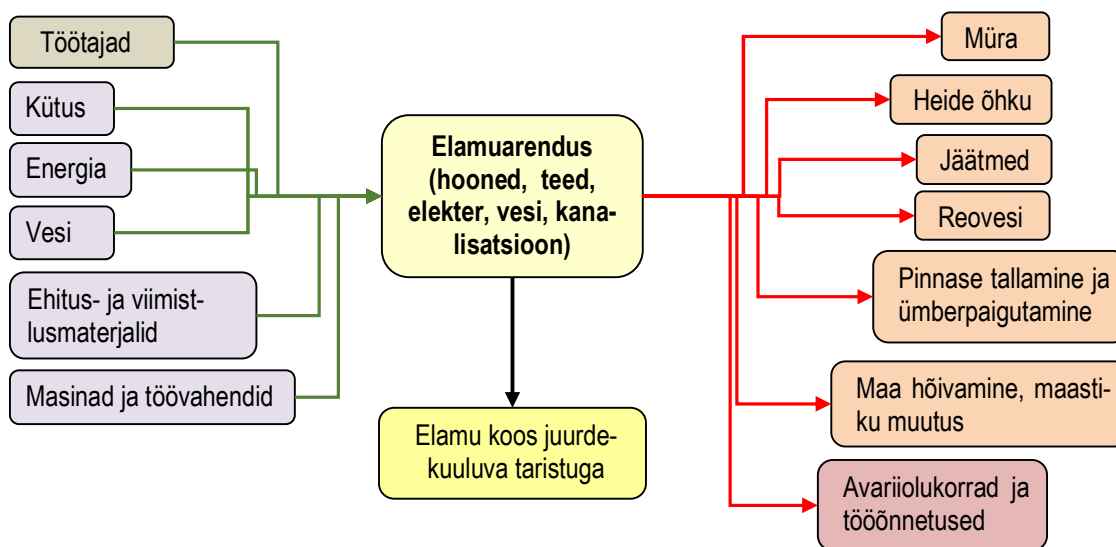 Töötajad
Kütus
Energia
Vesi
Ehitus- ja viimist-
lusmaterjalid
Masinad ja töövahendid
Elamuarendus
(hooned, teed,
elekter, vesi, kana-
lisatsioon)
Elamu koos juurde-
kuuluva taristuga
Müra
Heide õhku
Jäätmed
Reovesi
Pinnase tallamine ja
ümberpaigutamine
Maa hõivamine, maasti-
ku muutus
Avariiolukorrad ja
tööõnnetused